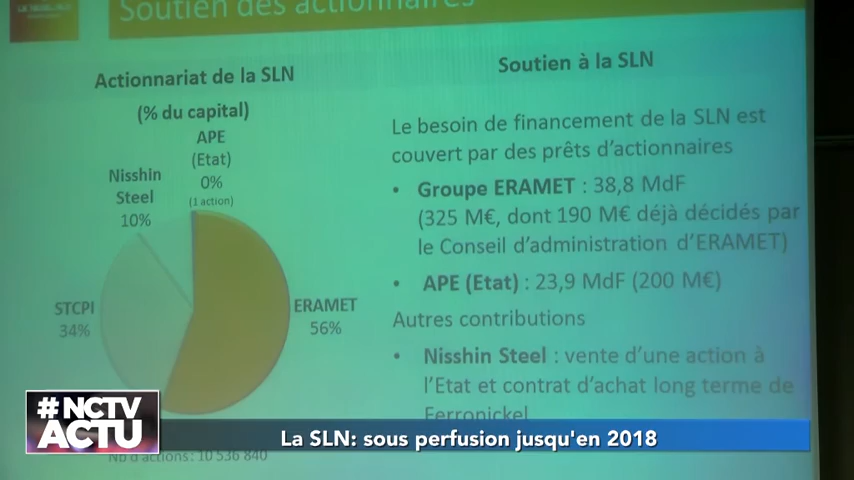 Soutien des actionnaires
Actionnariat de la SLN
(% du capital)
APE
(Etat)
0%
(1 action)
Nisshin
Steel
10%
STCPI
34%
ERAMET
56%
Soutien à la SLN
Le besoin de financement de la SLN est
couvert par des prêts d'actionnaires
• Groupe ERAMET : 38,8 MdF
(325 M€, dont 190 M€ déjà décidés par
le Conseil d'administration d'ERAMET)
• APE (Etat) : 23,9 MdF (200 M€)
Autres contributions
• Nisshin Steel : vente d'une action à
l'Etat et contrat d'achat long terme de
Ferronickel
Nb d'actions : 10 536 840
#NCTV
ACTU
La SLN: sous perfusion jusqu'en 2018